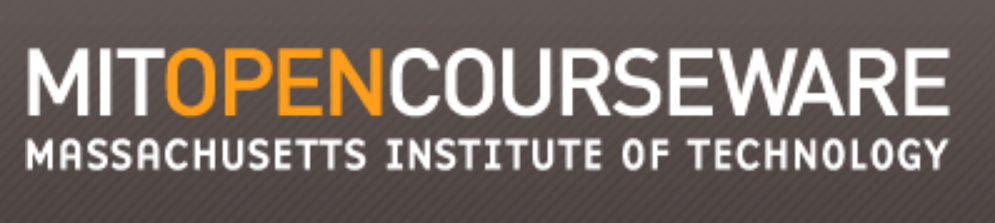 MITOPENCOURSEWARE
MASSACHUSETTS INSTITUTE OF TECHNOLOGY